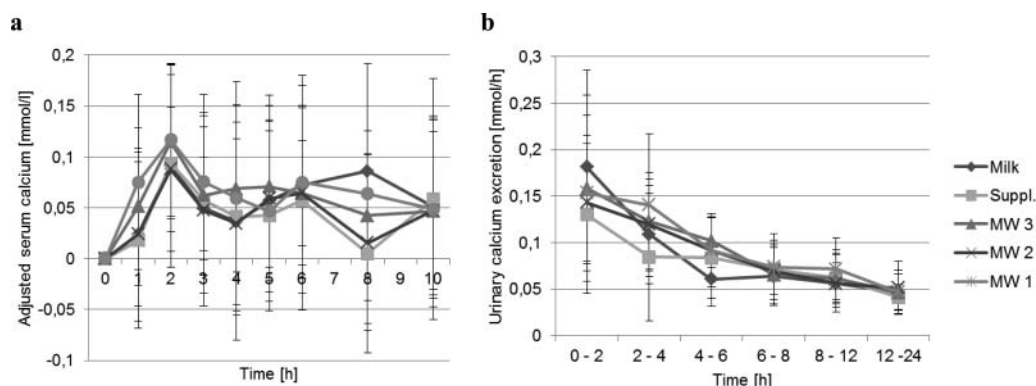 a
Adjusted serum calcium [mmol/l]
0,2
0,15
0,1
0,05
0
-0,05
-0,1
0 1 2 3 4 5 6 7 8 9 10
Time [h]
b
Urinary calcium excretion [mmol/h]
0,3
0,25
0,2
0,15
0,1
0,05
0
0 - 2 2 - 4 4 - 6 6 - 8 8 - 12 12 -24
Time [h]
Milk
Suppl.
MW 3
MW 2
MW 1